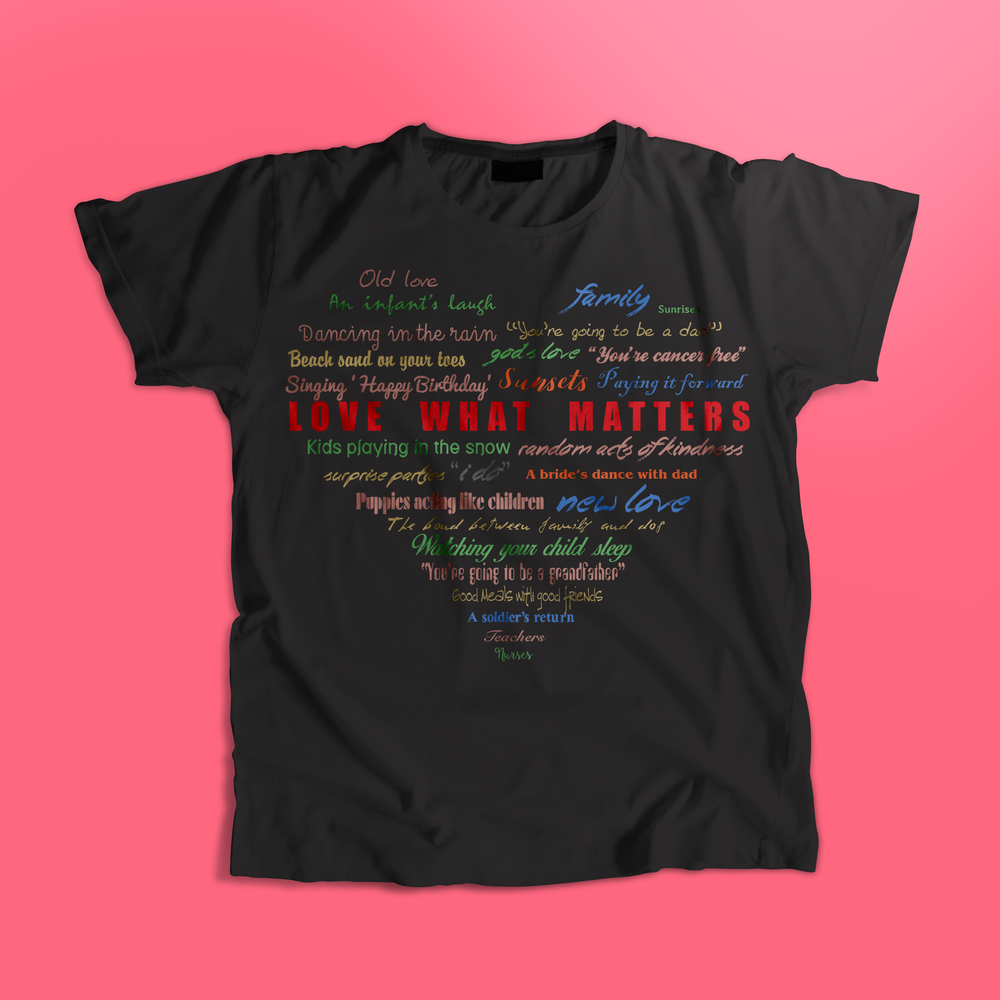 Old love
An infant's laugh family Sunrises
Dancing in the rain "You're going to be a dad"
Beach sand on your toes god's love "You're cancer free"
Singing 'Happy Birthday' Sunsets Paying it forward
LOVE WHAT MATTERS
Kids playing in the snow random acts of kindness
surprise parties "i do" A bride's dance with dad
Puppies acting like children new love
The bond between family and dog
Watching your child sleep
"You're going to be a grandfather"
Good Meals with good friends
A soldier's return
Teachers
Nurses